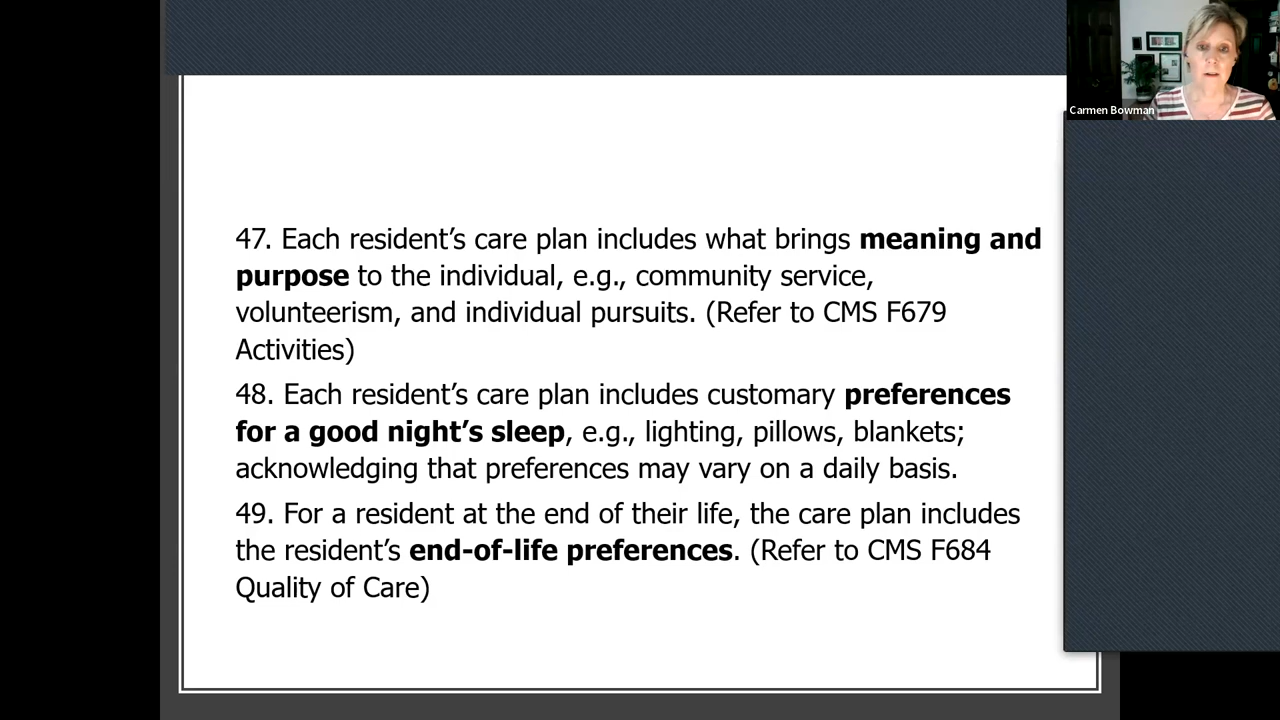 Carmen Bowman
47. Each resident’s care plan includes what brings meaning and
purpose to the individual, e.g., community service,
volunteerism, and individual pursuits. (Refer to CMS F679
Activities)
48. Each resident’s care plan includes customary preferences
for a good night’s sleep, e.g., lighting, pillows, blankets;
acknowledging that preferences may vary on a daily basis.
49. For a resident at the end of their life, the care plan includes
the resident’s end-of-life preferences. (Refer to CMS F684
Quality of Care)